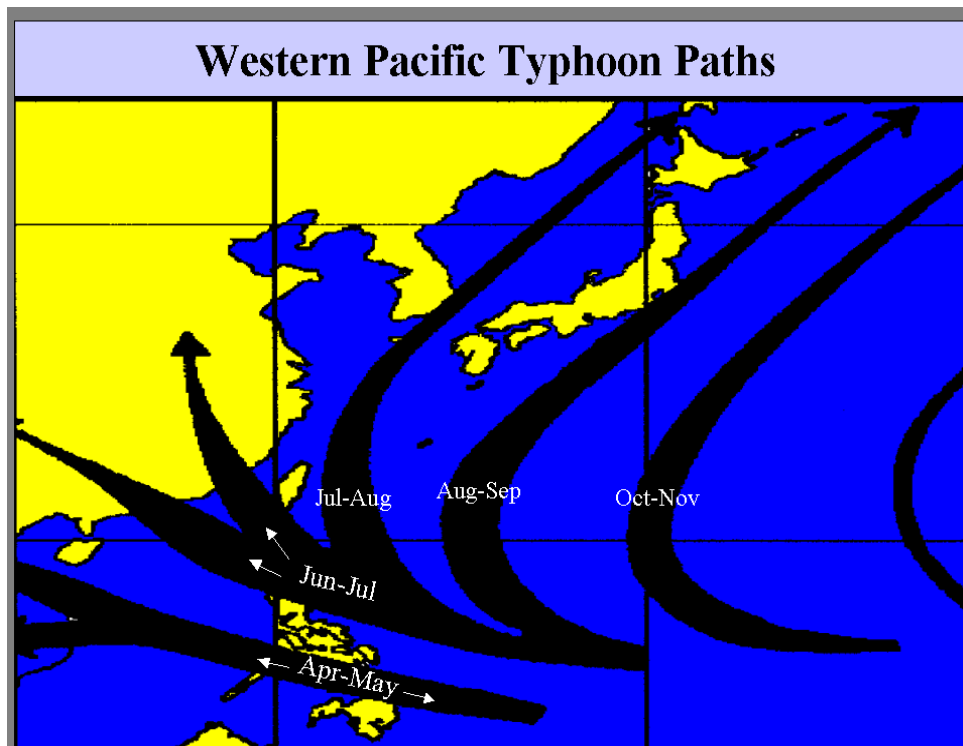 Western Pacific Typhoon Paths
Jul-Aug
Aug-Sep
Oct-Nov
Jun-Jul
Apr-May